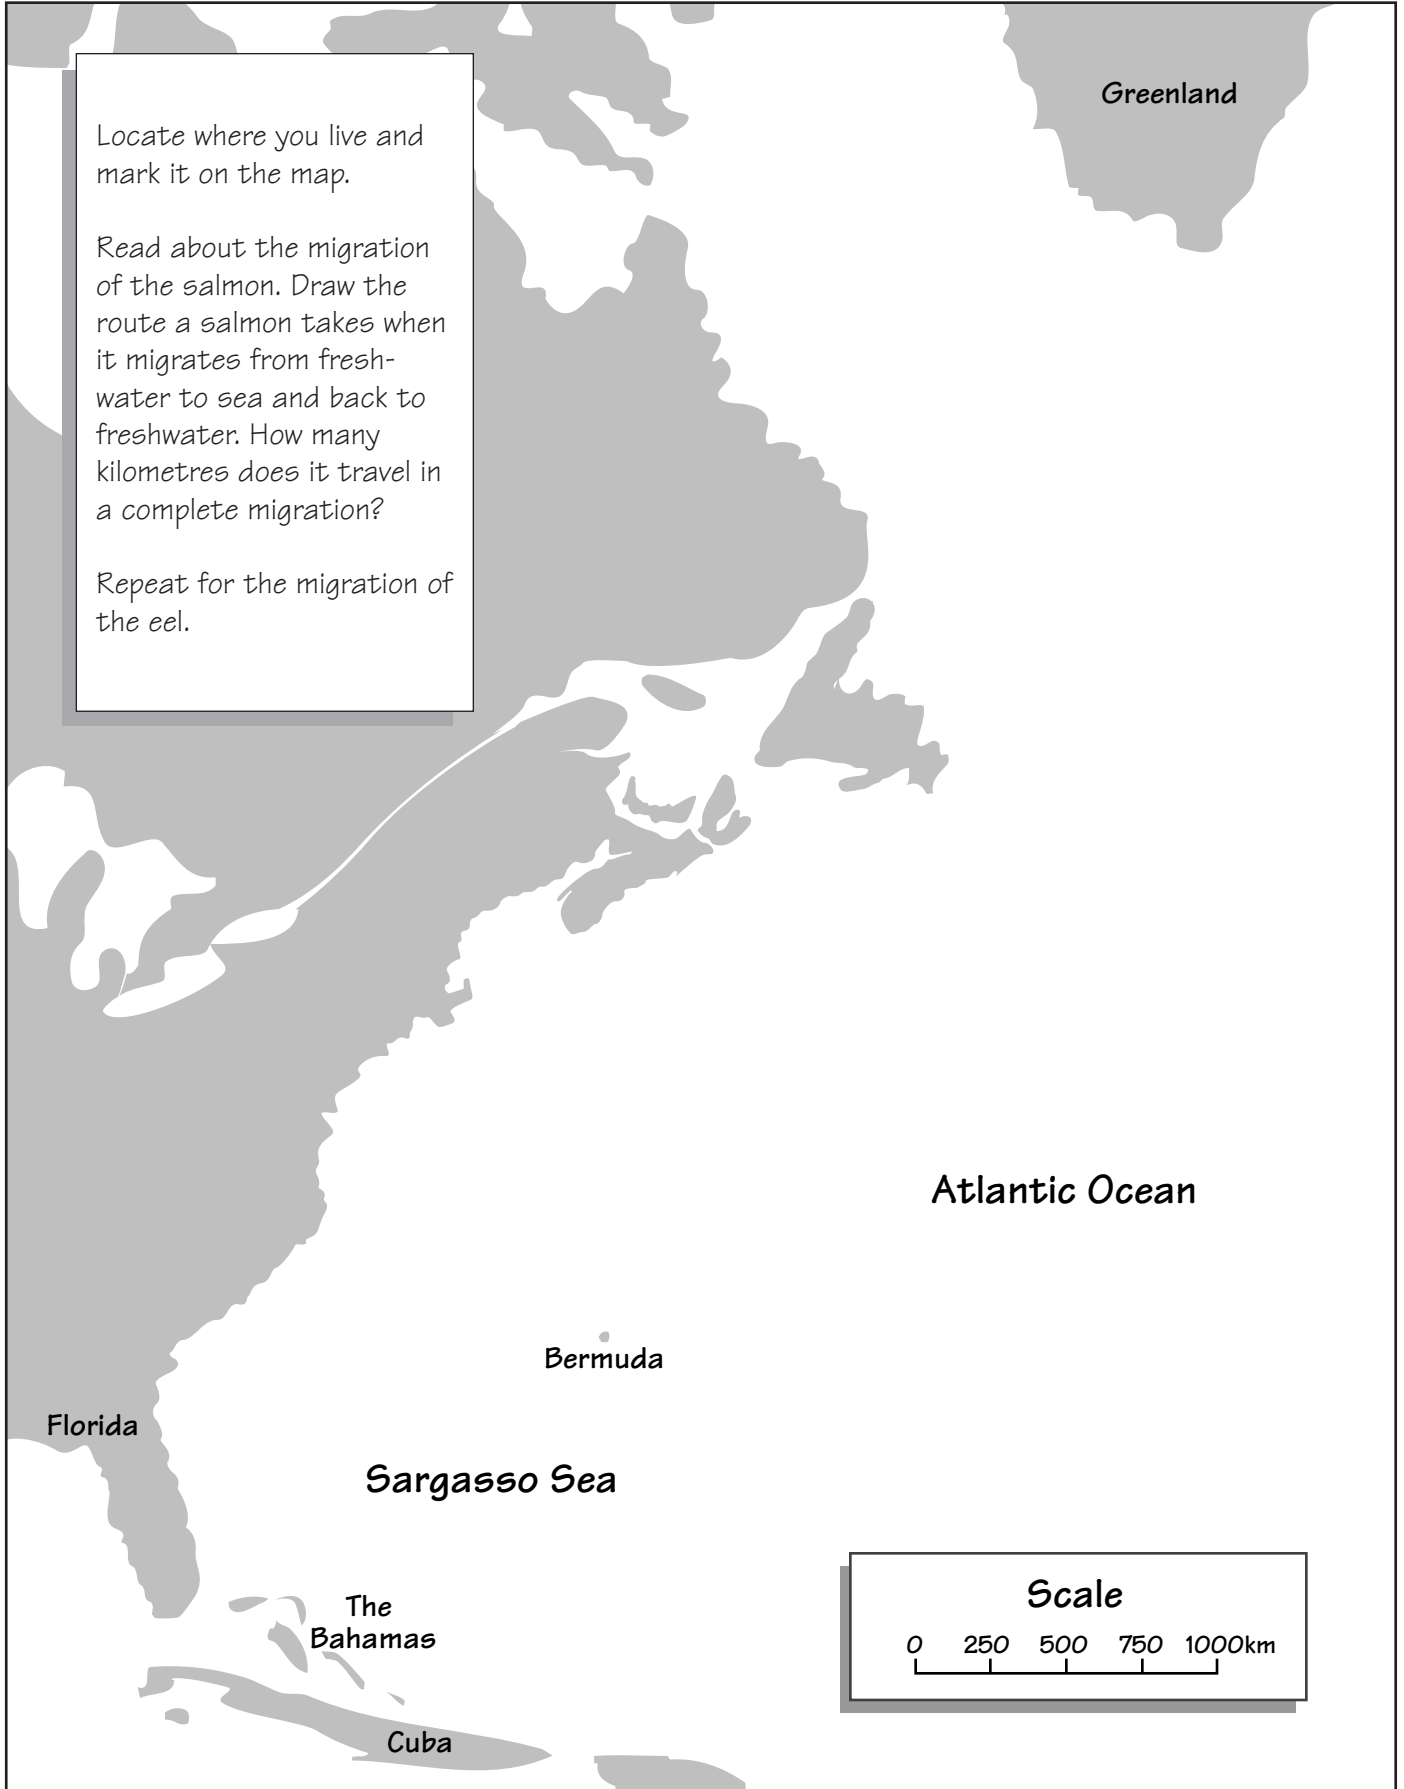 Greenland
Locate where you live and
mark it on the map.
Read about the migration
of the salmon. Draw the
route a salmon takes when
it migrates from fresh-
water to sea and back to
freshwater. How many
kilometres does it travel in
a complete migration?
Repeat for the migration of
the eel.
Atlantic Ocean
Bermuda
Florida
Sargasso Sea
The
Bahamas
Cuba
Scale
0 250 500 750 1000km